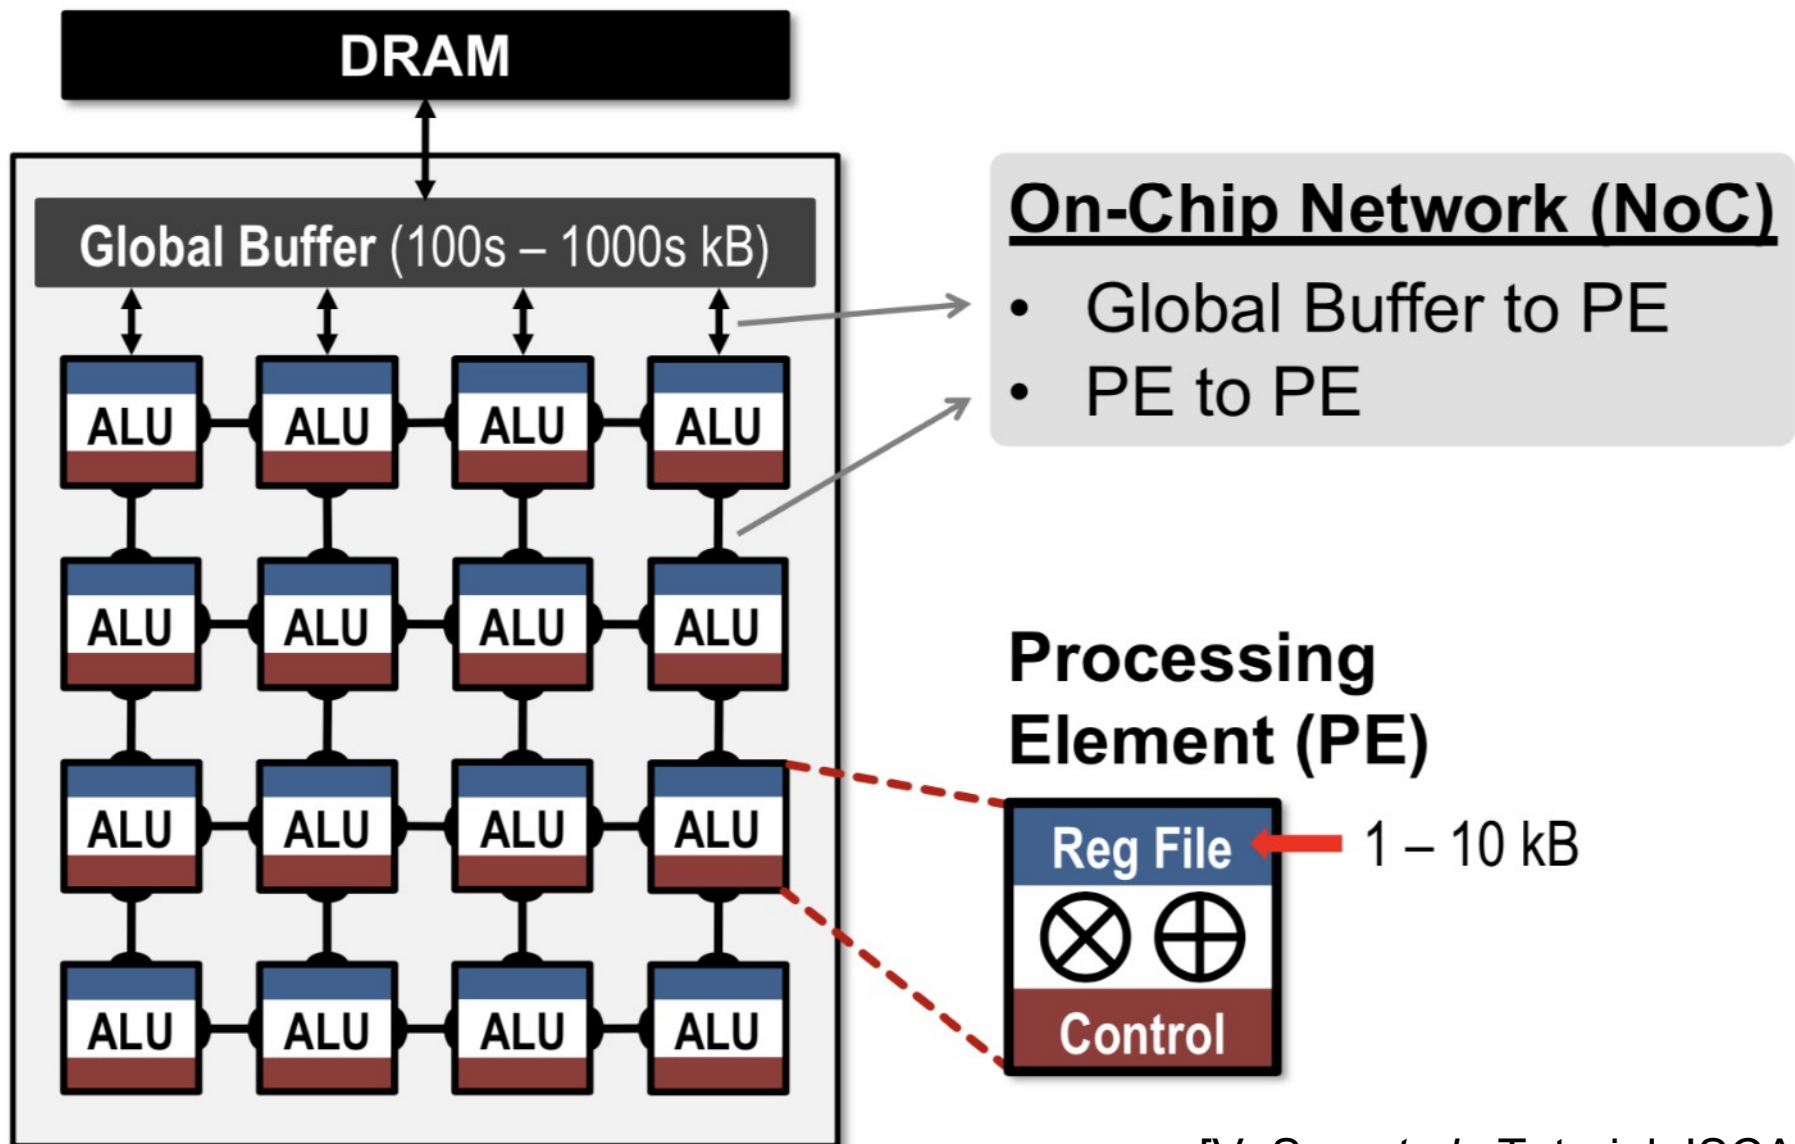 DRAM
Global Buffer (100s – 1000s kB)
On-Chip Network (NoC)
• Global Buffer to PE
• PE to PE
ALU ALU ALU ALU
ALU ALU ALU ALU
Processing
Element (PE)
ALU ALU ALU ALU
Reg File
1 – 10 kB
Control
ALU ALU ALU ALU